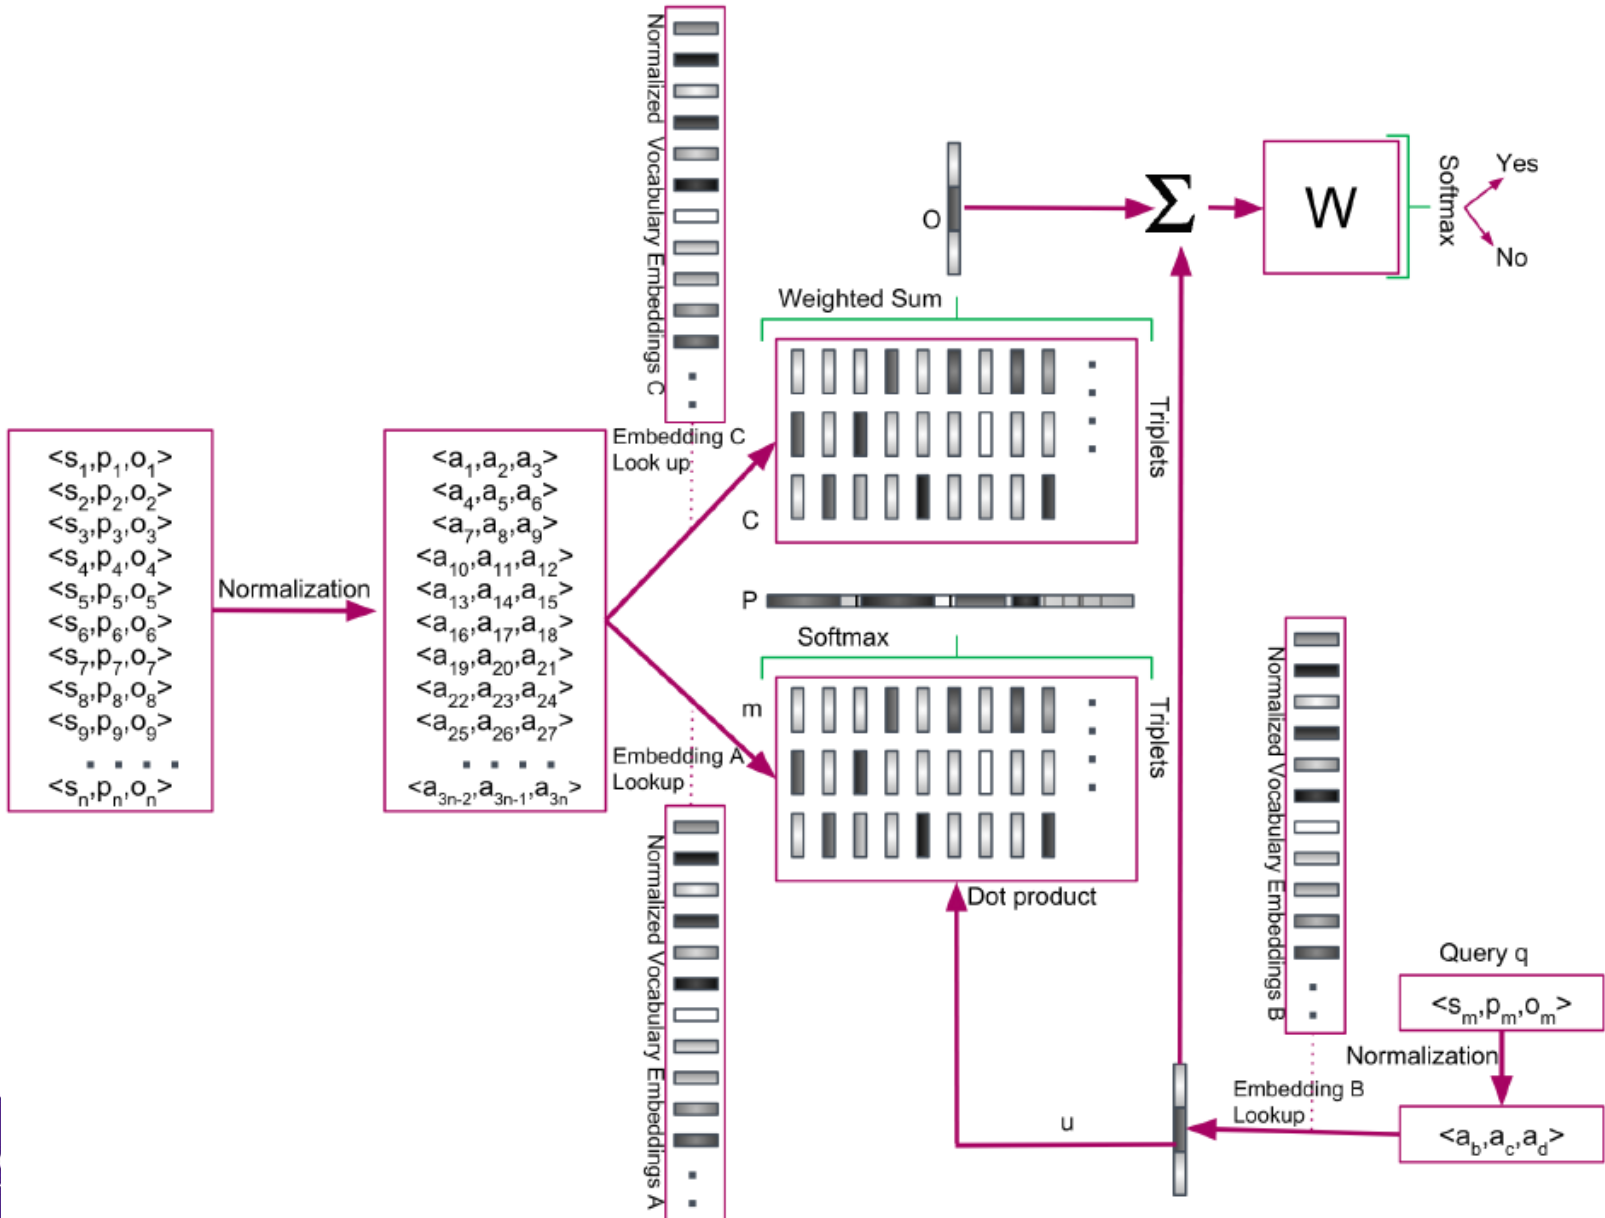 Normalized Vocabulary Embeddings C
<s1,p1,o1>
<s2,p2,o2>
<s3,p3,o3>
<s4,p4,o4>
<s5,p5,o5>
<s6,p6,o6>
<s7,p7,o7>
<s8,p8,o8>
<s9,p9,o9>
<sn,pn,on>
Normalization
<a1,a2,a3>
<a4,a5,a6>
<a7,a8,a9>
<a10,a11,a12>
<a13,a14,a15>
<a16,a17,a18>
<a19,a20,a21>
<a22,a23,a24>
<a25,a26,a27>
<a3n-2,a3n-1,a3n>
Embedding C
Look up
Embedding A
Lookup
Normalized Vocabulary Embeddings A
O
Σ
W
Softmax
Yes
No
Weighted Sum
Triplets
C
P
Softmax
m
Triplets
Dot product
u
Normalized Vocabulary Embeddings B
Query q
<sm,pm,om>
Normalization
Embedding B
Lookup
<ab,ac,ad>